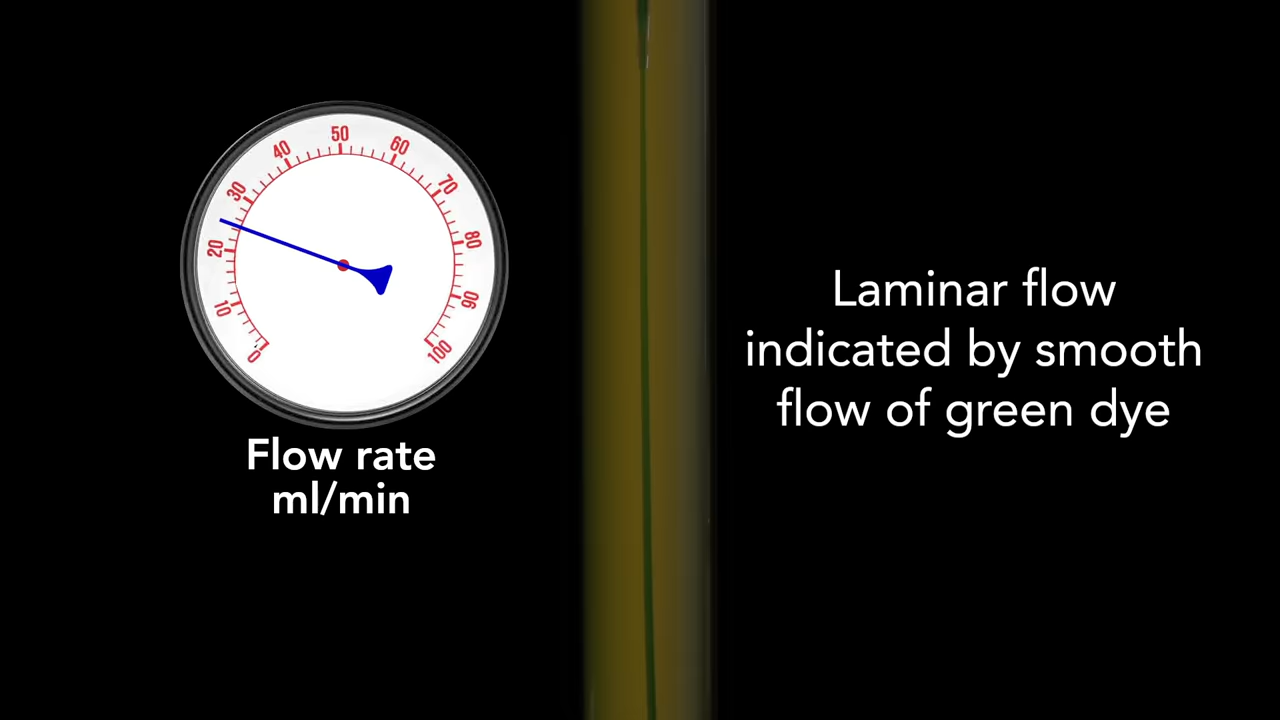 50
40
60
30
70
20
80
10
90
0
100
Flow rate
ml/min
Laminar flow
indicated by smooth
flow of green dye